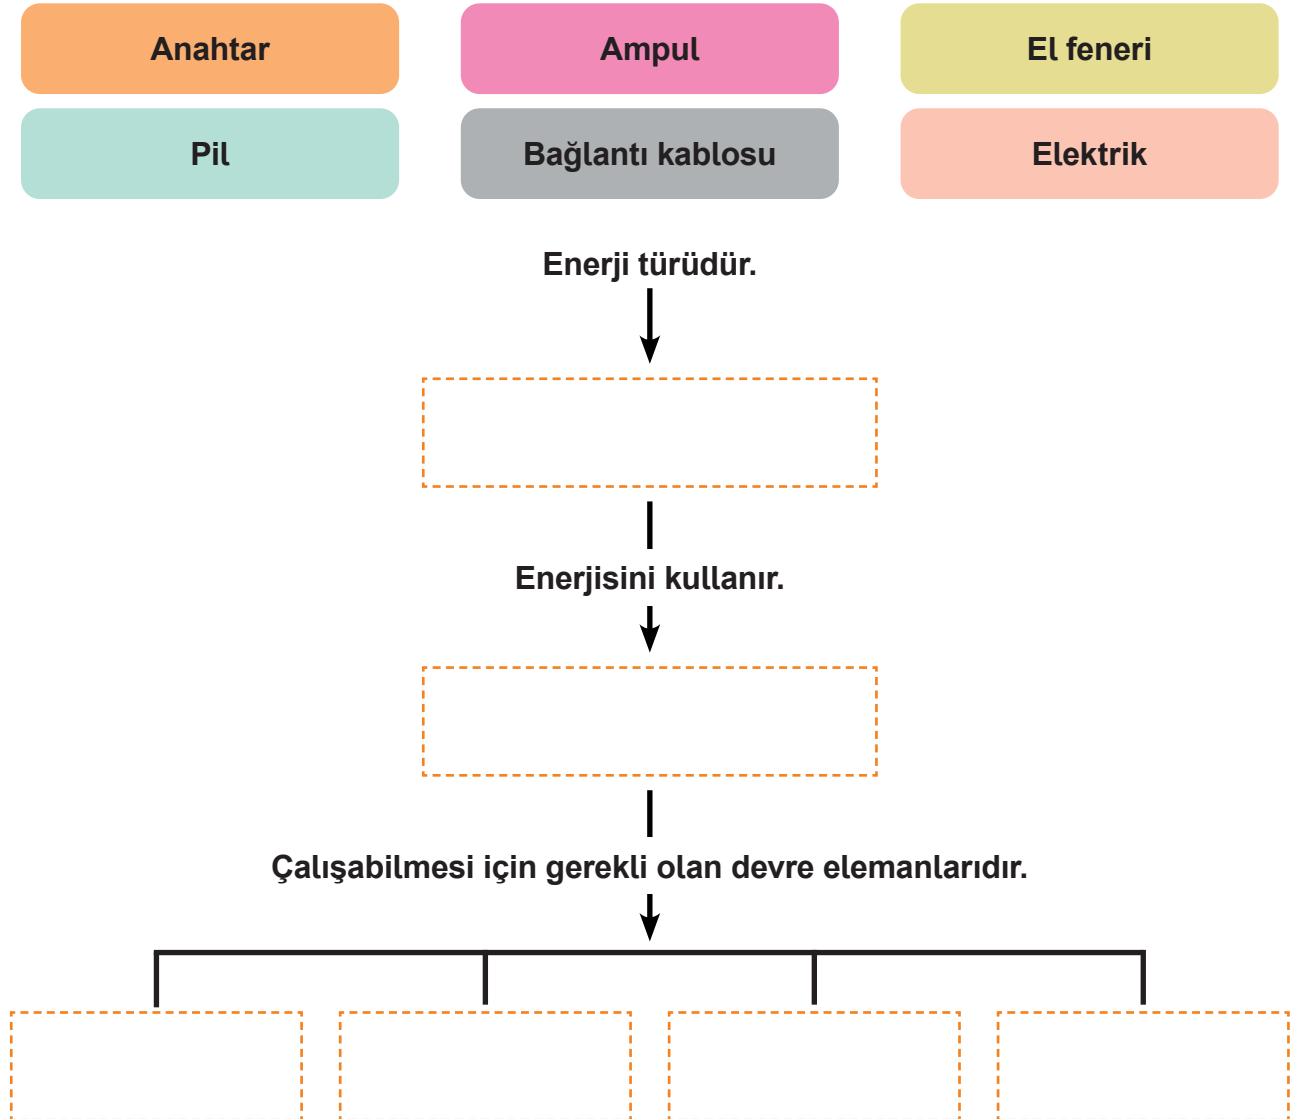 Anahtar
Ampul
El feneri
Pil
Bağlantı kablosu
Elektrik
Enerji türüdür.
Enerjisini kullanır.
Çalışabilmesi için gerekli olan devre elemanlarıdır.